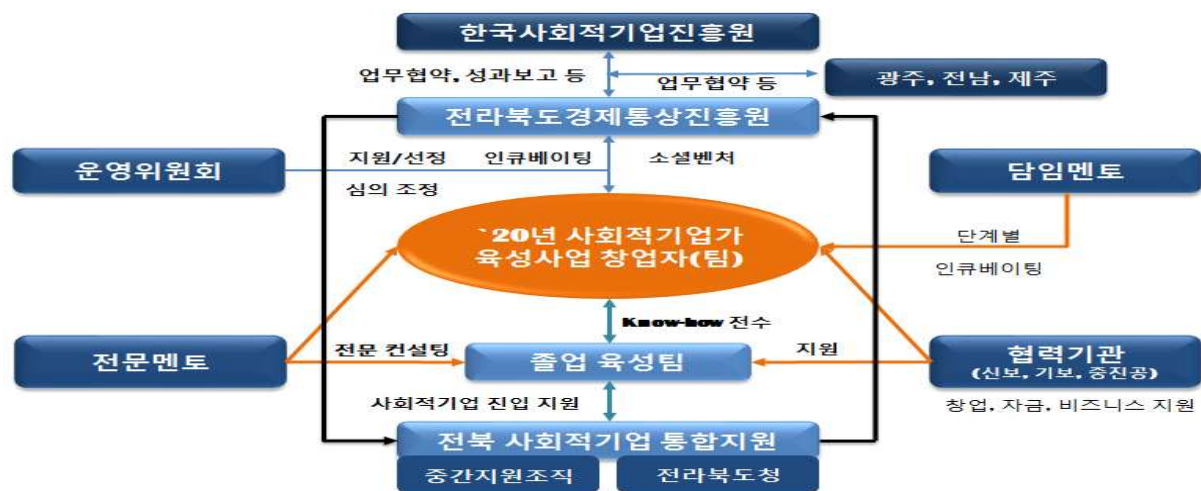 한국사회적기업진흥원
업무협약, 성과보고 등
업무협약 등
광주, 전남, 제주
전라북도경제통상진흥원
운영위원회
지원/선정
인큐베이팅
소셜벤처
심의 조정
담임멘토
`20년 사회적기업가
육성사업 창업자(팀)
단계별
인큐베이팅
Know-how 전수
전문멘토
전문 컨설팅
졸업 육성팀
지원
협력기관
(신보, 기보, 중진공)
창업, 자금, 비즈니스 지원
사회적기업 진입 지원
전북 사회적기업 통합지원
중간지원조직
전라북도청